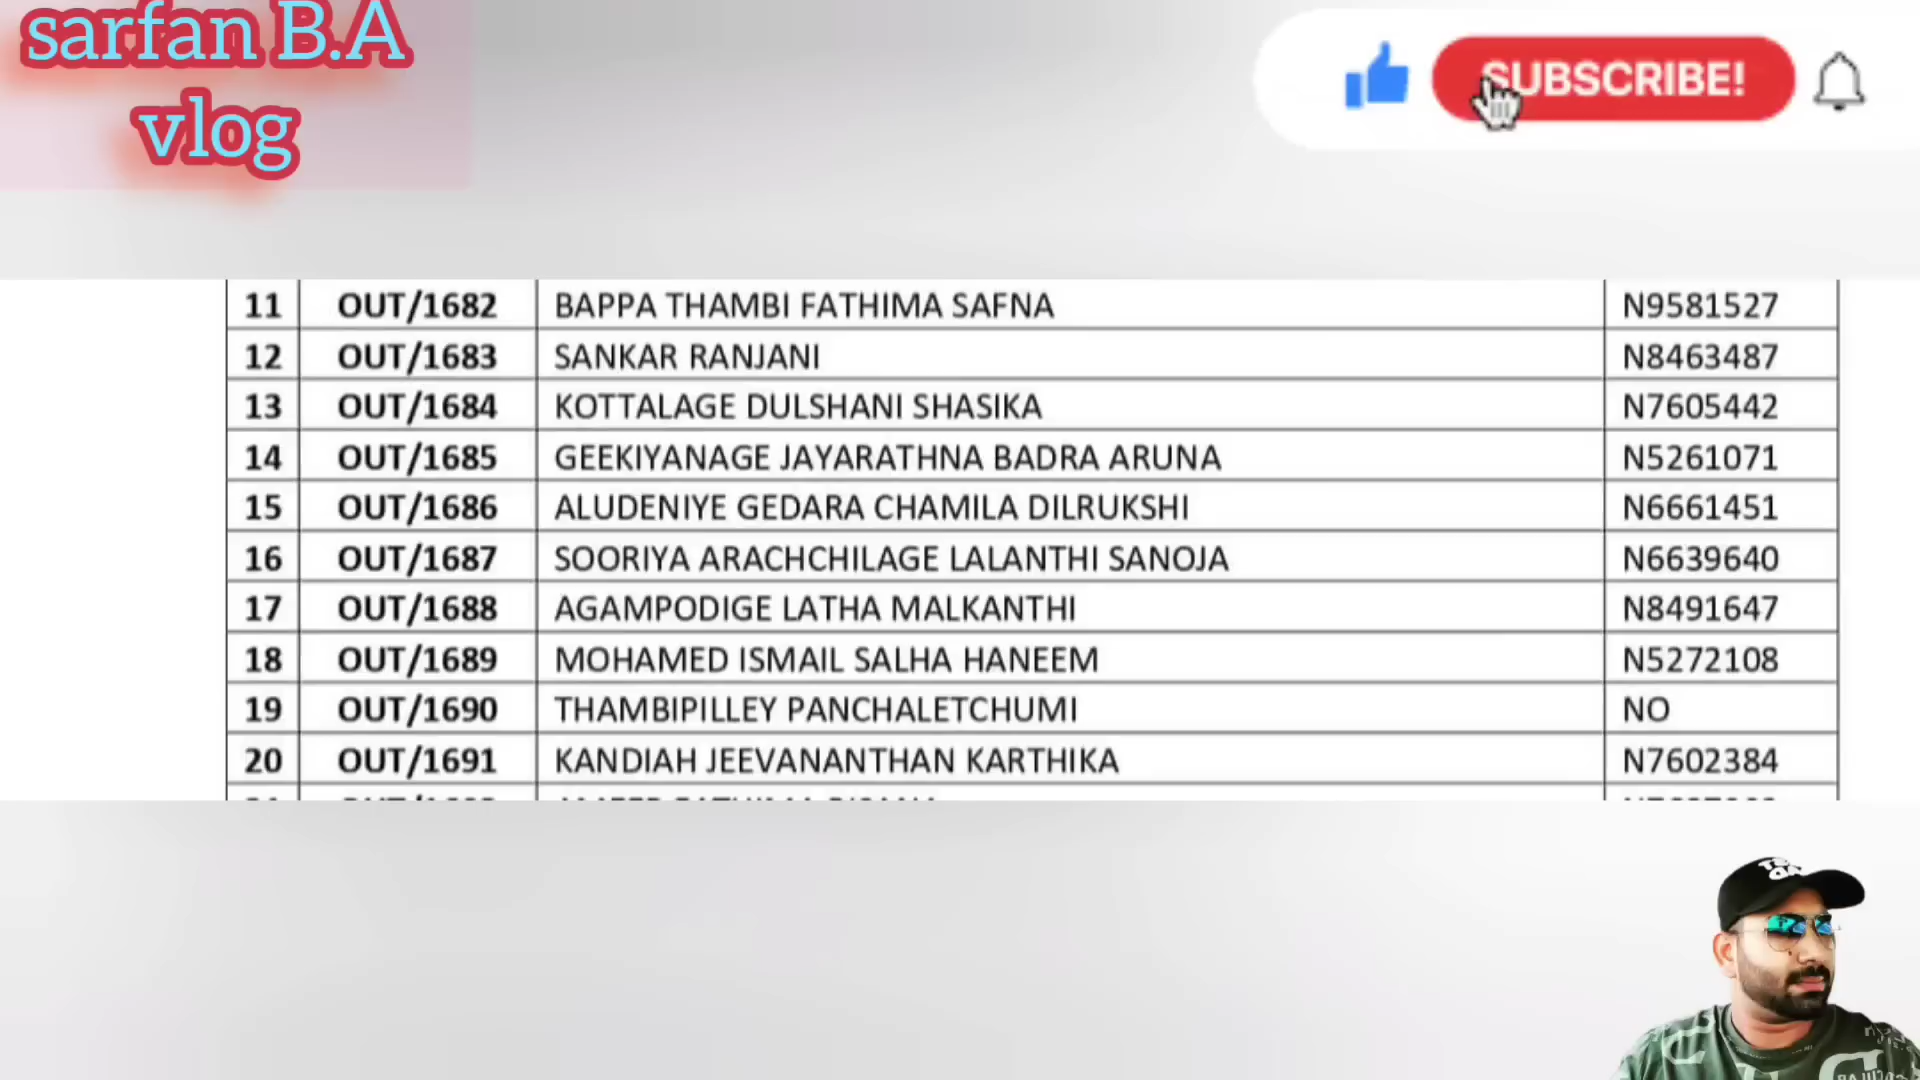 sarfan B.A
vlog
SUBSCRIBE!
11 OUT/1682 BAPPA THAMBI FATHIMA SAFNA N9581527
12 OUT/1683 SANKAR RANJANI N8463487
13 OUT/1684 KOTTALAGE DULSHANI SHASIKA N7605442
14 OUT/1685 GEEKIYANAGE JAYARATHNA BADRA ARUNA N5261071
15 OUT/1686 ALUDENIYE GEDARA CHAMILA DILRUKSHI N6661451
16 OUT/1687 SOORIYA ARACHCHILAGE LALANTHI SANOJA N6639640
17 OUT/1688 AGAMPODIGE LATHA MALKANTHI N8491647
18 OUT/1689 MOHAMED ISMAIL SALHA HANEEM N5272108
19 OUT/1690 THAMBIPILLEY PANCHALETCHUMI NO
20 OUT/1691 KANDIAH JEEVANANTHAN KARTHIKA N7602384